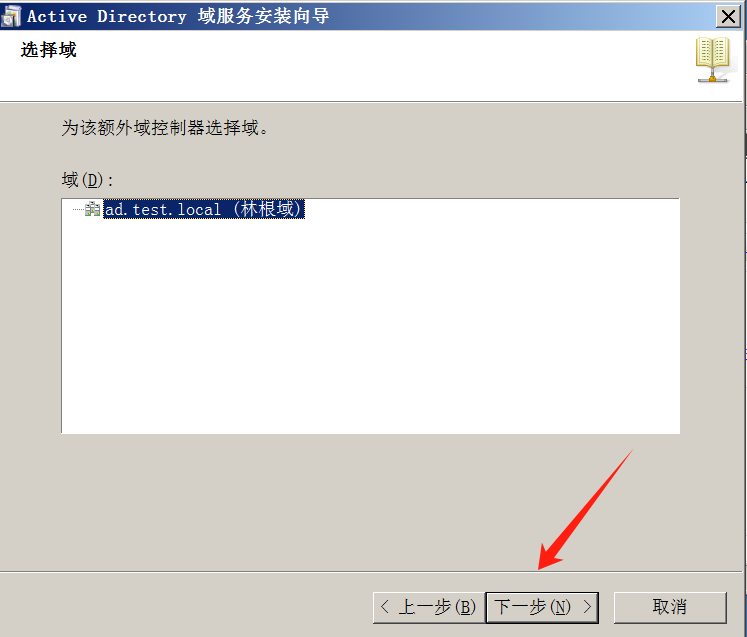 Active Directory 域服务安装向导
选择域
为该额外域控制器选择域。
域(D):
ad.test.local (林根域)
< 上一步(B) 下一步(N) > 取消